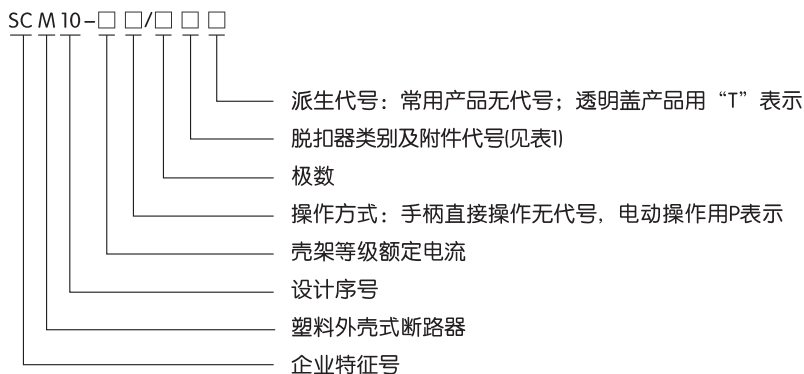 SC M 10-□ □/□ □ □
派生代号：常用产品无代号；透明盖产品用“T”表示
脱扣器类别及附件代号(见表1)
极数
操作方式：手柄直接操作无代号，电动操作用P表示
壳架等级额定电流
设计序号
塑料外壳式断路器
企业特征号